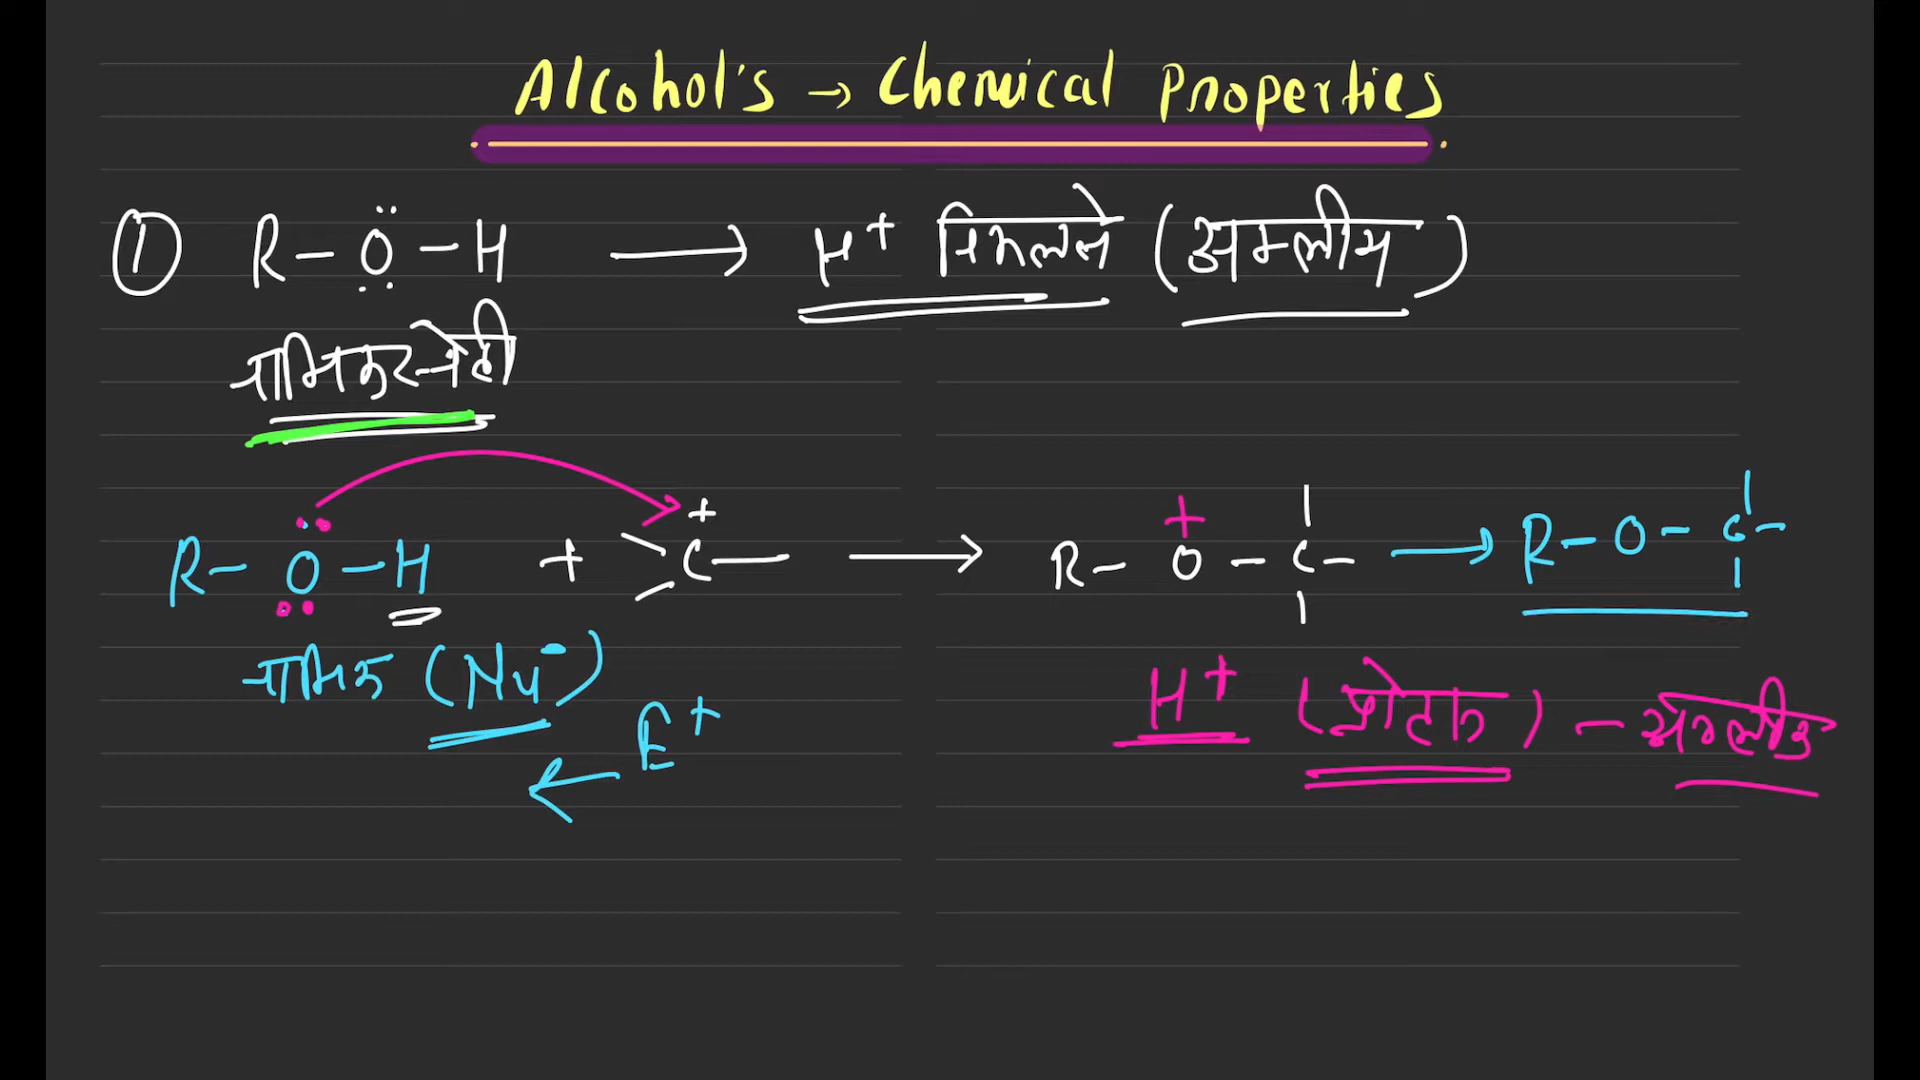 Alcohol's → Chemical Properties
① R-Ö-H → H⁺ निकलने (अम्लीय)
नाभिकस्नेही
R-O-H + C⁺- → R-O⁺-C- → R-O-C-
नाभिक (Nu⁻)
E⁺
H⁺ (प्रोटान) - अम्लीय